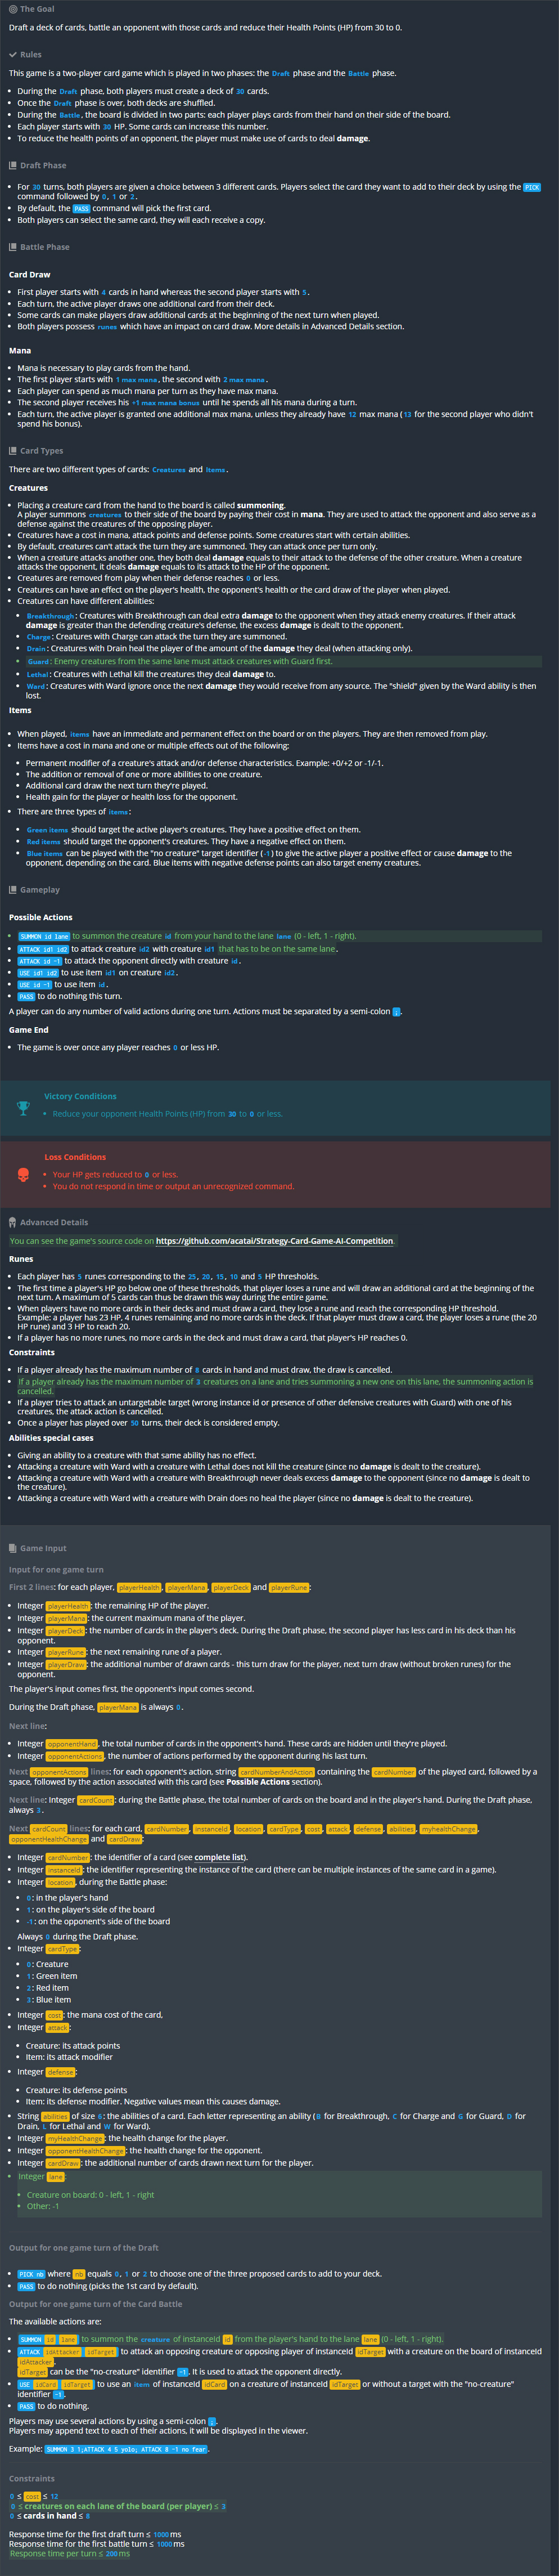 The Goal
Draft a deck of cards, battle an opponent with those cards and reduce their Health Points (HP) from 30 to 0.
Rules
This game is a two-player card game which is played in two phases: the Draft phase and the Battle phase.
During the Draft phase, both players must create a deck of 30 cards.
Once the Draft phase is over, both decks are shuffled.
During the Battle, the board is divided in two parts: each player plays cards from their hand on their side of the board.
Each player starts with 30 HP. Some cards can increase this number.
To reduce the health points of an opponent, the player must make use of cards to deal damage.
Draft Phase
For 30 turns, both players are given a choice between 3 different cards. Players select the card they want to add to their deck by using the PICK
command followed by 0, 1 or 2.
By default, the PASS command will pick the first card.
Both players can select the same card, they will each receive a copy.
Battle Phase
Card Draw
First player starts with 4 cards in hand whereas the second player starts with 5.
Each turn, the active player draws one additional card from their deck.
Some cards can make players draw additional cards at the beginning of the next turn when played.
Both players possess runes which have an impact on card draw. More details in Advanced Details section.
Mana
Mana is necessary to play cards from the hand.
The first player starts with 1 max mana, the second with 2 max mana.
Each player can spend as much mana per turn as they have max mana.
The second player receives his +1 max mana bonus until he spends all his mana during a turn.
Each turn, the active player is granted one additional max mana, unless they already have 12 max mana (13 for the second player who didn't
spend his bonus).
Card Types
There are two different types of cards: Creatures and Items.
Creatures
Placing a creature card from the hand to the board is called summoning.
A player summons creatures to their side of the board by paying their cost in mana. They are used to attack the opponent and also serve as a
defense against the creatures of the opposing player.
Creatures have a cost in mana, attack points and defense points. Some creatures start with certain abilities.
By default, creatures can't attack the turn they are summoned. They can attack once per turn only.
When a creature attacks another one, they both deal damage equals to their attack to the defense of the other creature. When a creature
attacks the opponent, it deals damage equals to its attack to the HP of the opponent.
Creatures are removed from play when their defense reaches 0 or less.
Creatures can have an effect on the player's health, the opponent's health or the card draw of the player when played.
Creatures can have different abilities:
Breakthrough: Creatures with Breakthrough can deal extra damage to the opponent when they attack enemy creatures. If their attack
damage is greater than the defending creature's defense, the excess damage is dealt to the opponent.
Charge: Creatures with Charge can attack the turn they are summoned.
Drain: Creatures with Drain heal the player of the amount of the damage they deal (when attacking only).
Guard: Enemy creatures from the same lane must attack creatures with Guard first.
Lethal: Creatures with Lethal kill the creatures they deal damage to.
Ward: Creatures with Ward ignore once the next damage they would receive from any source. The "shield" given by the Ward ability is then
lost.
Items
When played, items have an immediate and permanent effect on the board or on the players. They are then removed from play.
Items have a cost in mana and one or multiple effects out of the following:
Permanent modifier of a creature's attack and/or defense characteristics. Example: +0/+2 or -1/-1.
The addition or removal of one or more abilities to one creature.
Additional card draw the next turn they're played.
Health gain for the player or health loss for the opponent.
There are three types of items:
Green items should target the active player's creatures. They have a positive effect on them.
Red items should target the opponent's creatures. They have a negative effect on them.
Blue items can be played with the "no creature" target identifier (-1) to give the active player a positive effect or cause damage to the
opponent, depending on the card. Blue items with negative defense points can also target enemy creatures.
Gameplay
Possible Actions
SUMMON id lane to summon the creature id from your hand to the lane lane (0 - left, 1 - right).
ATTACK id1 id2 to attack creature id2 with creature id1 that has to be on the same lane.
ATTACK id -1 to attack the opponent directly with creature id.
USE id1 id2 to use item id1 on creature id2.
USE id -1 to use item id.
PASS to do nothing this turn.
A player can do any number of valid actions during one turn. Actions must be separated by a semi-colon ;.
Game End
The game is over once any player reaches 0 or less HP.
Victory Conditions
Reduce your opponent Health Points (HP) from 30 to 0 or less.
Loss Conditions
Your HP gets reduced to 0 or less.
You do not respond in time or output an unrecognized command.
Advanced Details
You can see the game's source code on https://github.com/acatai/Strategy-Card-Game-AI-Competition.
Runes
Each player has 5 runes corresponding to the 25, 20, 15, 10 and 5 HP thresholds.
The first time a player's HP go below one of these thresholds, that player loses a rune and will draw an additional card at the beginning of the
next turn. A maximum of 5 cards can thus be drawn this way during the entire game.
When players have no more cards in their decks and must draw a card, they lose a rune and reach the corresponding HP threshold.
Example: a player has 23 HP, 4 runes remaining and no more cards in the deck. If that player must draw a card, the player loses a rune (the 20
HP rune) and 3 HP to reach 20.
If a player has no more runes, no more cards in the deck and must draw a card, that player's HP reaches 0.
Constraints
If a player already has the maximum number of 8 cards in hand and must draw, the draw is cancelled.
If a player already has the maximum number of 3 creatures on a lane and tries summoning a new one on this lane, the summoning action is
cancelled.
If a player tries to attack an untargetable target (wrong instance id or presence of other defensive creatures with Guard) with one of his
creatures, the attack action is cancelled.
Once a player has played over 50 turns, their deck is considered empty.
Abilities special cases
Giving an ability to a creature with that same ability has no effect.
Attacking a creature with Ward with a creature with Lethal does not kill the creature (since no damage is dealt to the creature).
Attacking a creature with Ward with a creature with Breakthrough never deals excess damage to the opponent (since no damage is dealt to
the creature).
Attacking a creature with Ward with a creature with Drain does no heal the player (since no damage is dealt to the creature).
Game Input
Input for one game turn
First 2 lines: for each player, playerHealth, playerMana, playerDeck and playerRune:
Integer playerHealth: the remaining HP of the player.
Integer playerMana: the current maximum mana of the player.
Integer playerDeck: the number of cards in the player's deck. During the Draft phase, the second player has less card in his deck than his
opponent.
Integer playerRune: the next remaining rune of a player.
Integer playerDraw: the additional number of drawn cards - this turn draw for the player, next turn draw (without broken runes) for the
opponent.
The player's input comes first, the opponent's input comes second.
During the Draft phase, playerMana is always 0.
Next line:
Integer opponentHand, the total number of cards in the opponent's hand. These cards are hidden until they're played.
Integer opponentActions, the number of actions performed by the opponent during his last turn.
Next opponentActions lines: for each opponent's action, string cardNumberAndAction containing the cardNumber of the played card, followed by a
space, followed by the action associated with this card (see Possible Actions section).
Next line: Integer cardCount: during the Battle phase, the total number of cards on the board and in the player's hand. During the Draft phase,
always 3.
Next cardCount lines: for each card, cardNumber, instanceId, location, cardType, cost, attack, defense, abilities, myhealthChange,
opponentHealthChange and cardDraw:
Integer cardNumber: the identifier of a card (see complete list).
Integer instanceId: the identifier representing the instance of the card (there can be multiple instances of the same card in a game).
Integer location, during the Battle phase:
0: in the player's hand
1: on the player's side of the board
-1: on the opponent's side of the board
Always 0 during the Draft phase.
Integer cardType:
0: Creature
1: Green item
2: Red item
3: Blue item
Integer cost: the mana cost of the card,
Integer attack:
Creature: its attack points
Item: its attack modifier
Integer defense:
Creature: its defense points
Item: its defense modifier. Negative values mean this causes damage.
String abilities of size 6: the abilities of a card. Each letter representing an ability (B for Breakthrough, C for Charge and G for Guard, D for
Drain, L for Lethal and W for Ward).
Integer myHealthChange: the health change for the player.
Integer opponentHealthChange: the health change for the opponent.
Integer cardDraw: the additional number of cards drawn next turn for the player.
Integer lane:
Creature on board: 0 - left, 1 - right
Other: -1
Output for one game turn of the Draft
PICK nb where nb equals 0, 1 or 2 to choose one of the three proposed cards to add to your deck.
PASS to do nothing (picks the 1st card by default).
Output for one game turn of the Card Battle
The available actions are:
SUMMON id lane to summon the creature of instanceId id from the player's hand to the lane lane (0 - left, 1 - right).
ATTACK idAttacker idTarget to attack an opposing creature or opposing player of instanceId idTarget with a creature on the board of instanceId
idAttacker.
idTarget can be the "no-creature" identifier -1. It is used to attack the opponent directly.
USE idCard idTarget to use an item of instanceId idCard on a creature of instanceId idTarget or without a target with the "no-creature"
identifier -1.
PASS to do nothing.
Players may use several actions by using a semi-colon ;.
Players may append text to each of their actions, it will be displayed in the viewer.
Example: SUMMON 3 1;ATTACK 4 5 yolo; ATTACK 8 -1 no fear.
Constraints
0 ≤ cost ≤ 12
0 ≤ creatures on each lane of the board (per player) ≤ 3
0 ≤ cards in hand ≤ 8
Response time for the first draft turn ≤ 1000 ms
Response time for the first battle turn ≤ 1000 ms
Response time per turn ≤ 200 ms